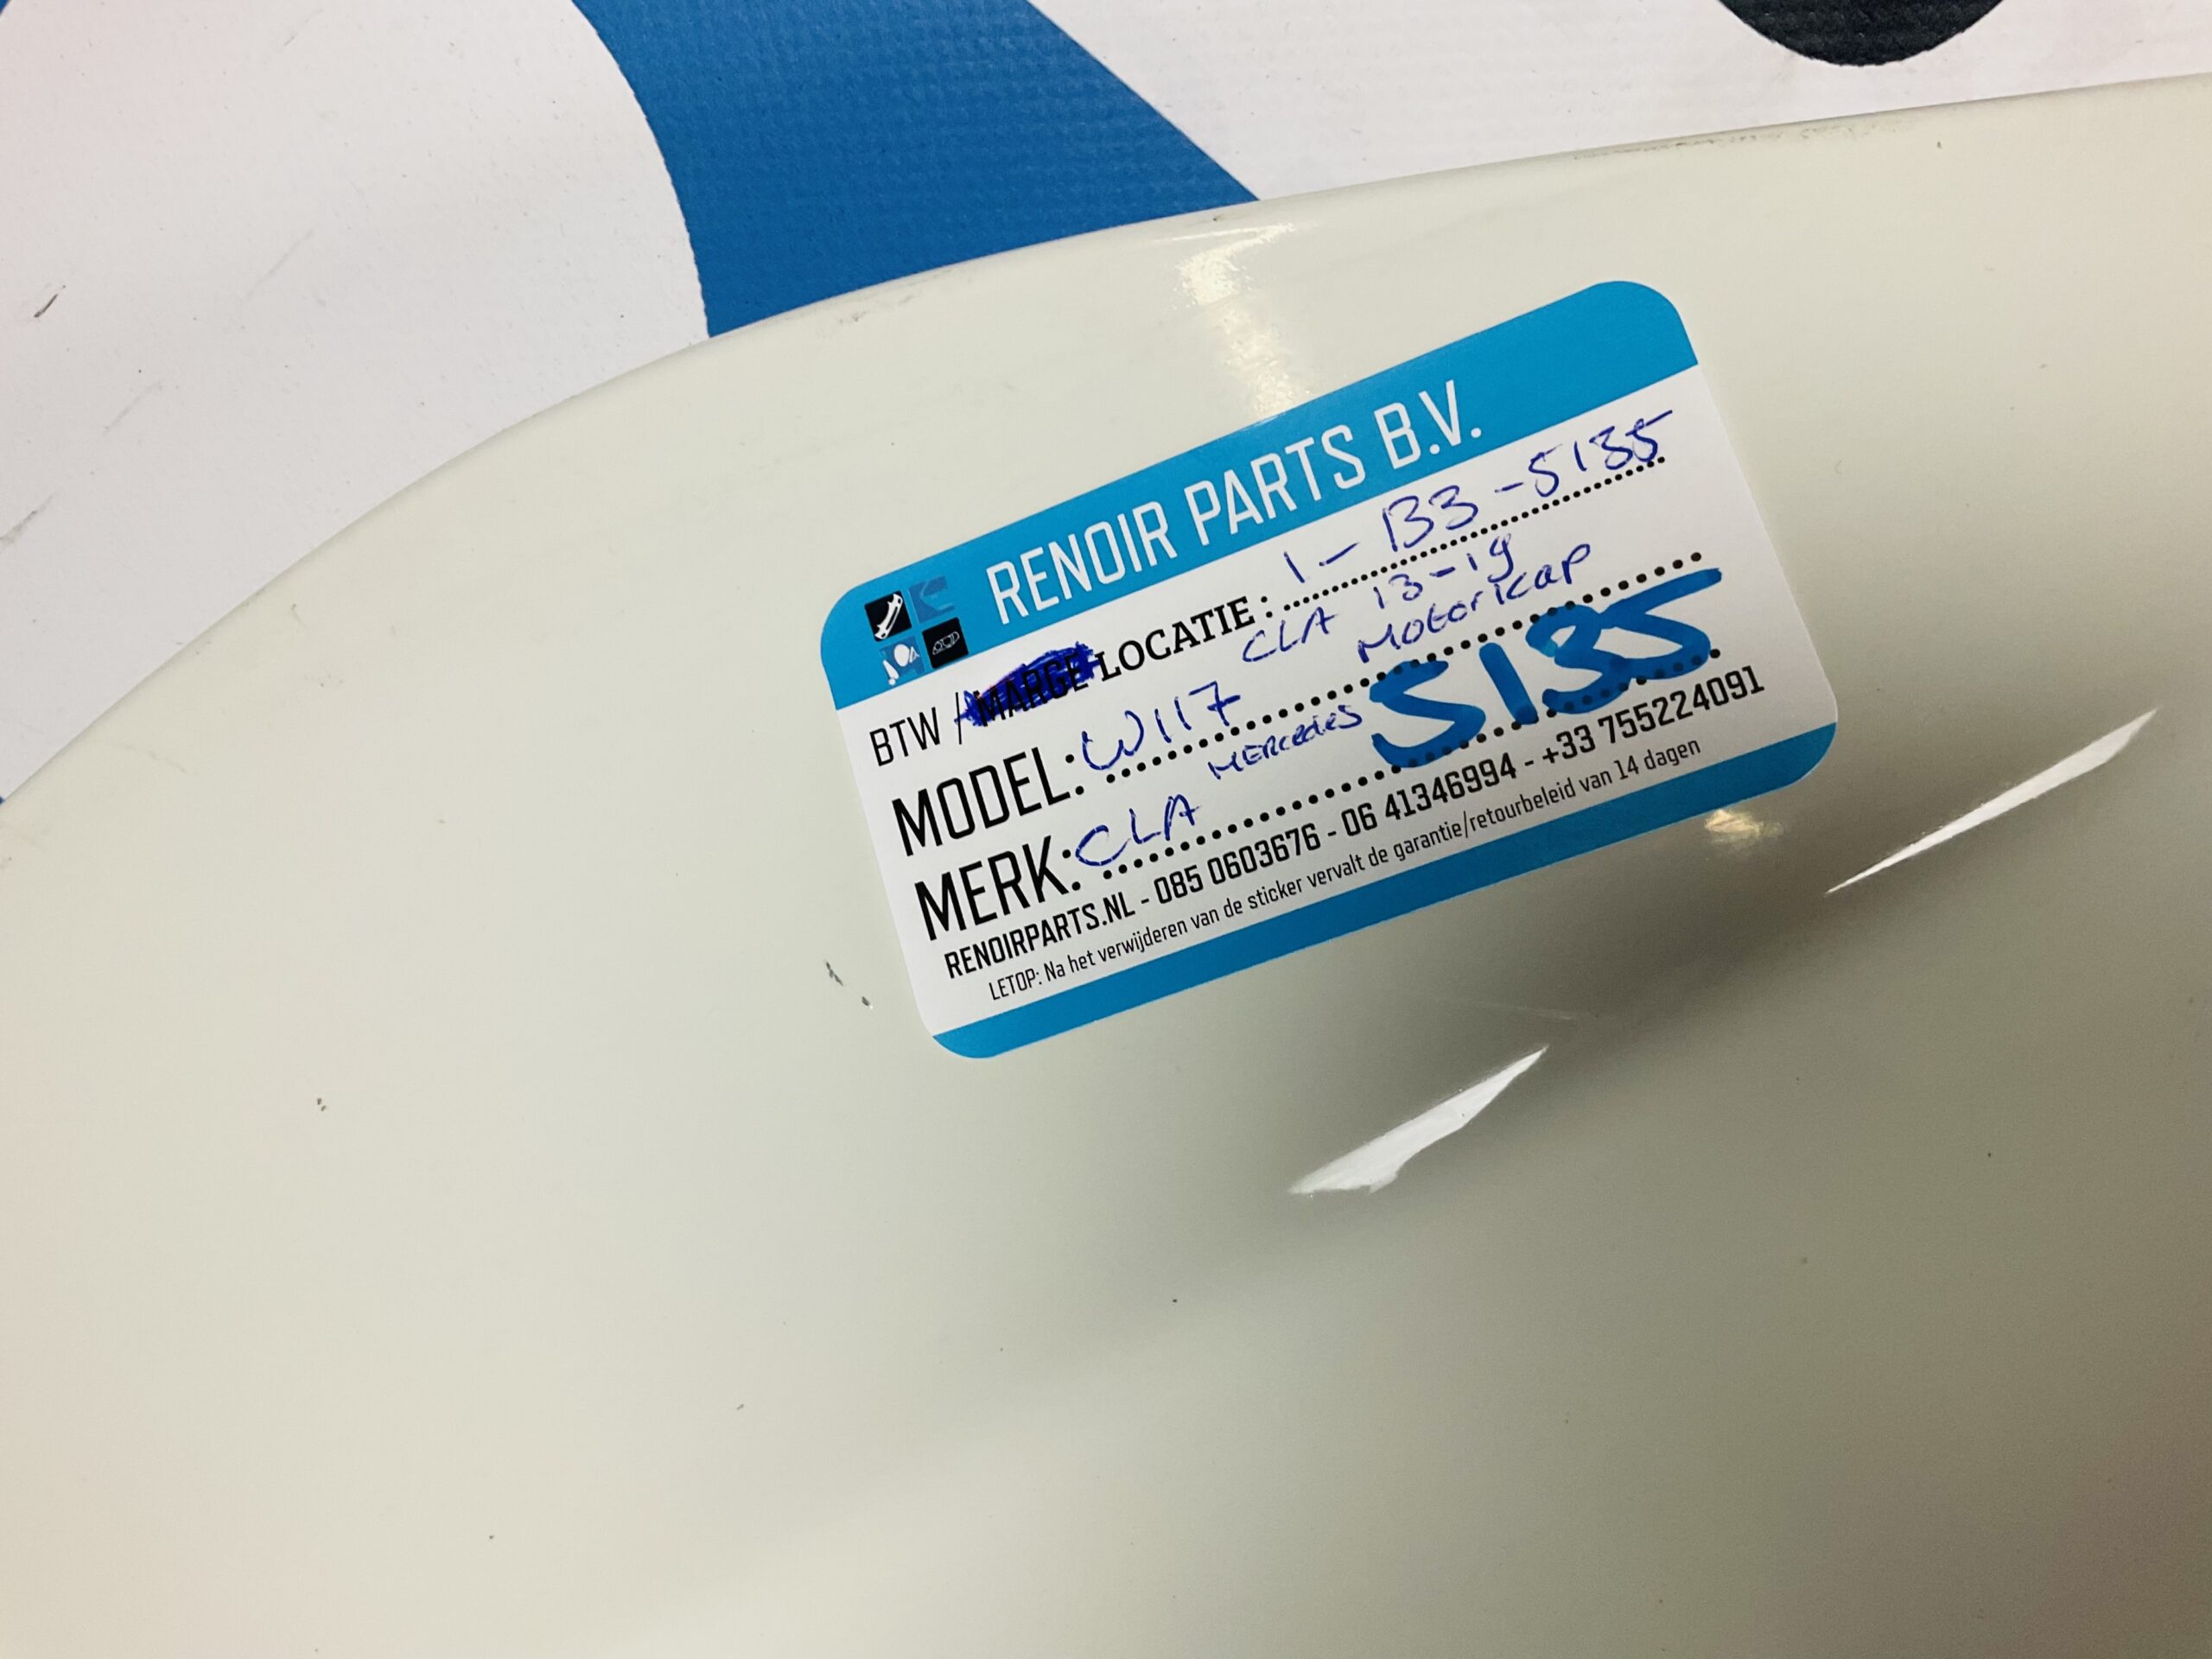 RENOIR PARTS B.V.
BTW / MARGE LOCATIE: 1-B3-5135
CLA 13-19
MODEL: W117 Motorkap
MERK: CLA MERCEDES 5135
RENOIRPARTS.NL - 085 0603676 - 06 41346994 - +33 755224091
LETOP: Na het verwijderen van de sticker vervalt de garantie/retourbeleid van 14 dagen